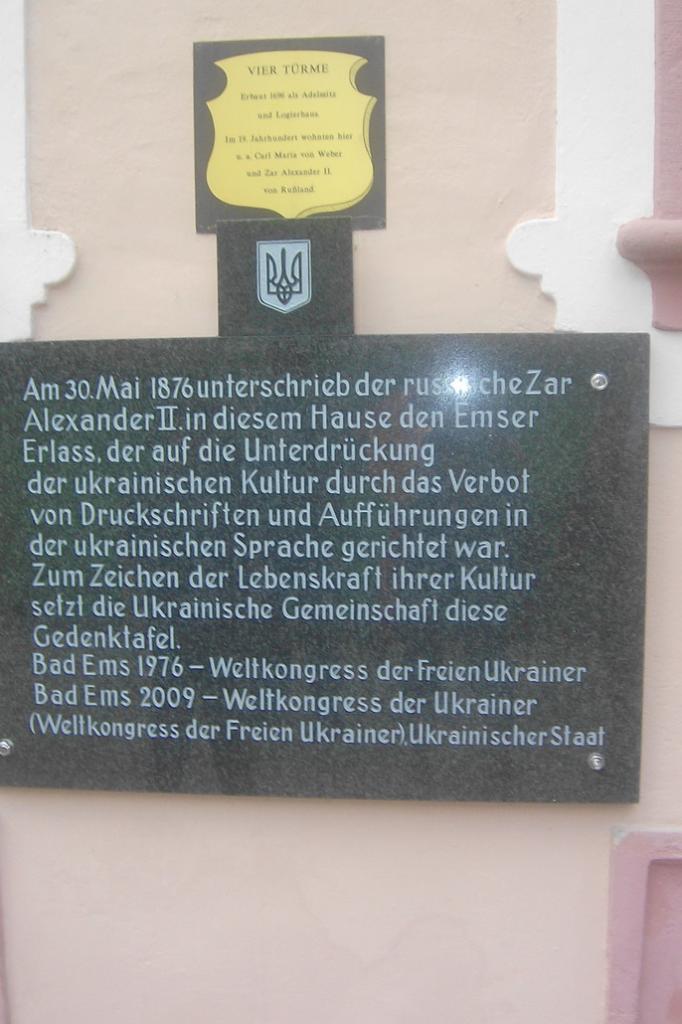 VIER TÜRME
Erbaut 1696 als Adelssitz
und Logierhaus
Im 19. Jahrhundert wohnten hier
u. a. Carl Maria von Weber
und Zar Alexander II.
von Rußland.
Am 30. Mai 1876 unterschrieb der russische Zar
Alexander II. in diesem Hause den Emser
Erlass, der auf die Unterdrückung
der ukrainischen Kultur durch das Verbot
von Druckschriften und Aufführungen in
der ukrainischen Sprache gerichtet war.
Zum Zeichen der Lebenskraft ihrer Kultur
setzt die Ukrainische Gemeinschaft diese
Gedenktafel.
Bad Ems 1976 – Weltkongress der Freien Ukrainer
Bad Ems 2009 – Weltkongress der Ukrainer
(Weltkongress der Freien Ukrainer), Ukrainischer Staat